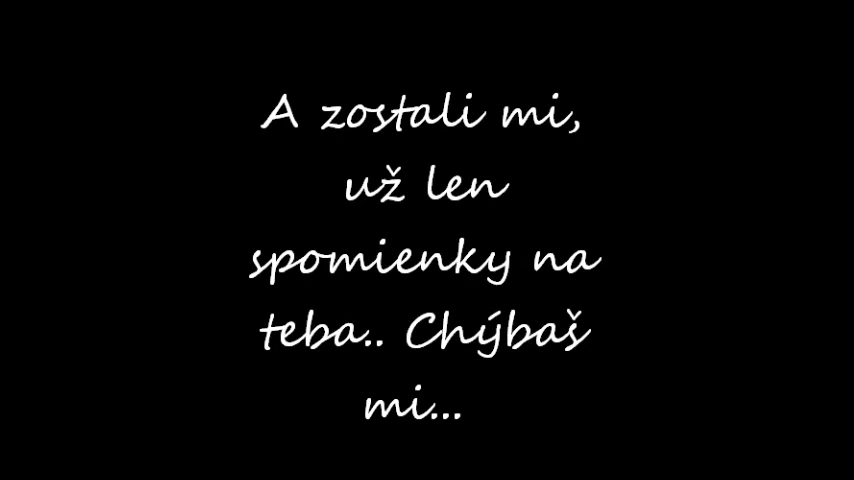 A zostali mi,
už len
spomienky na
teba.. Chýbaš
mi...